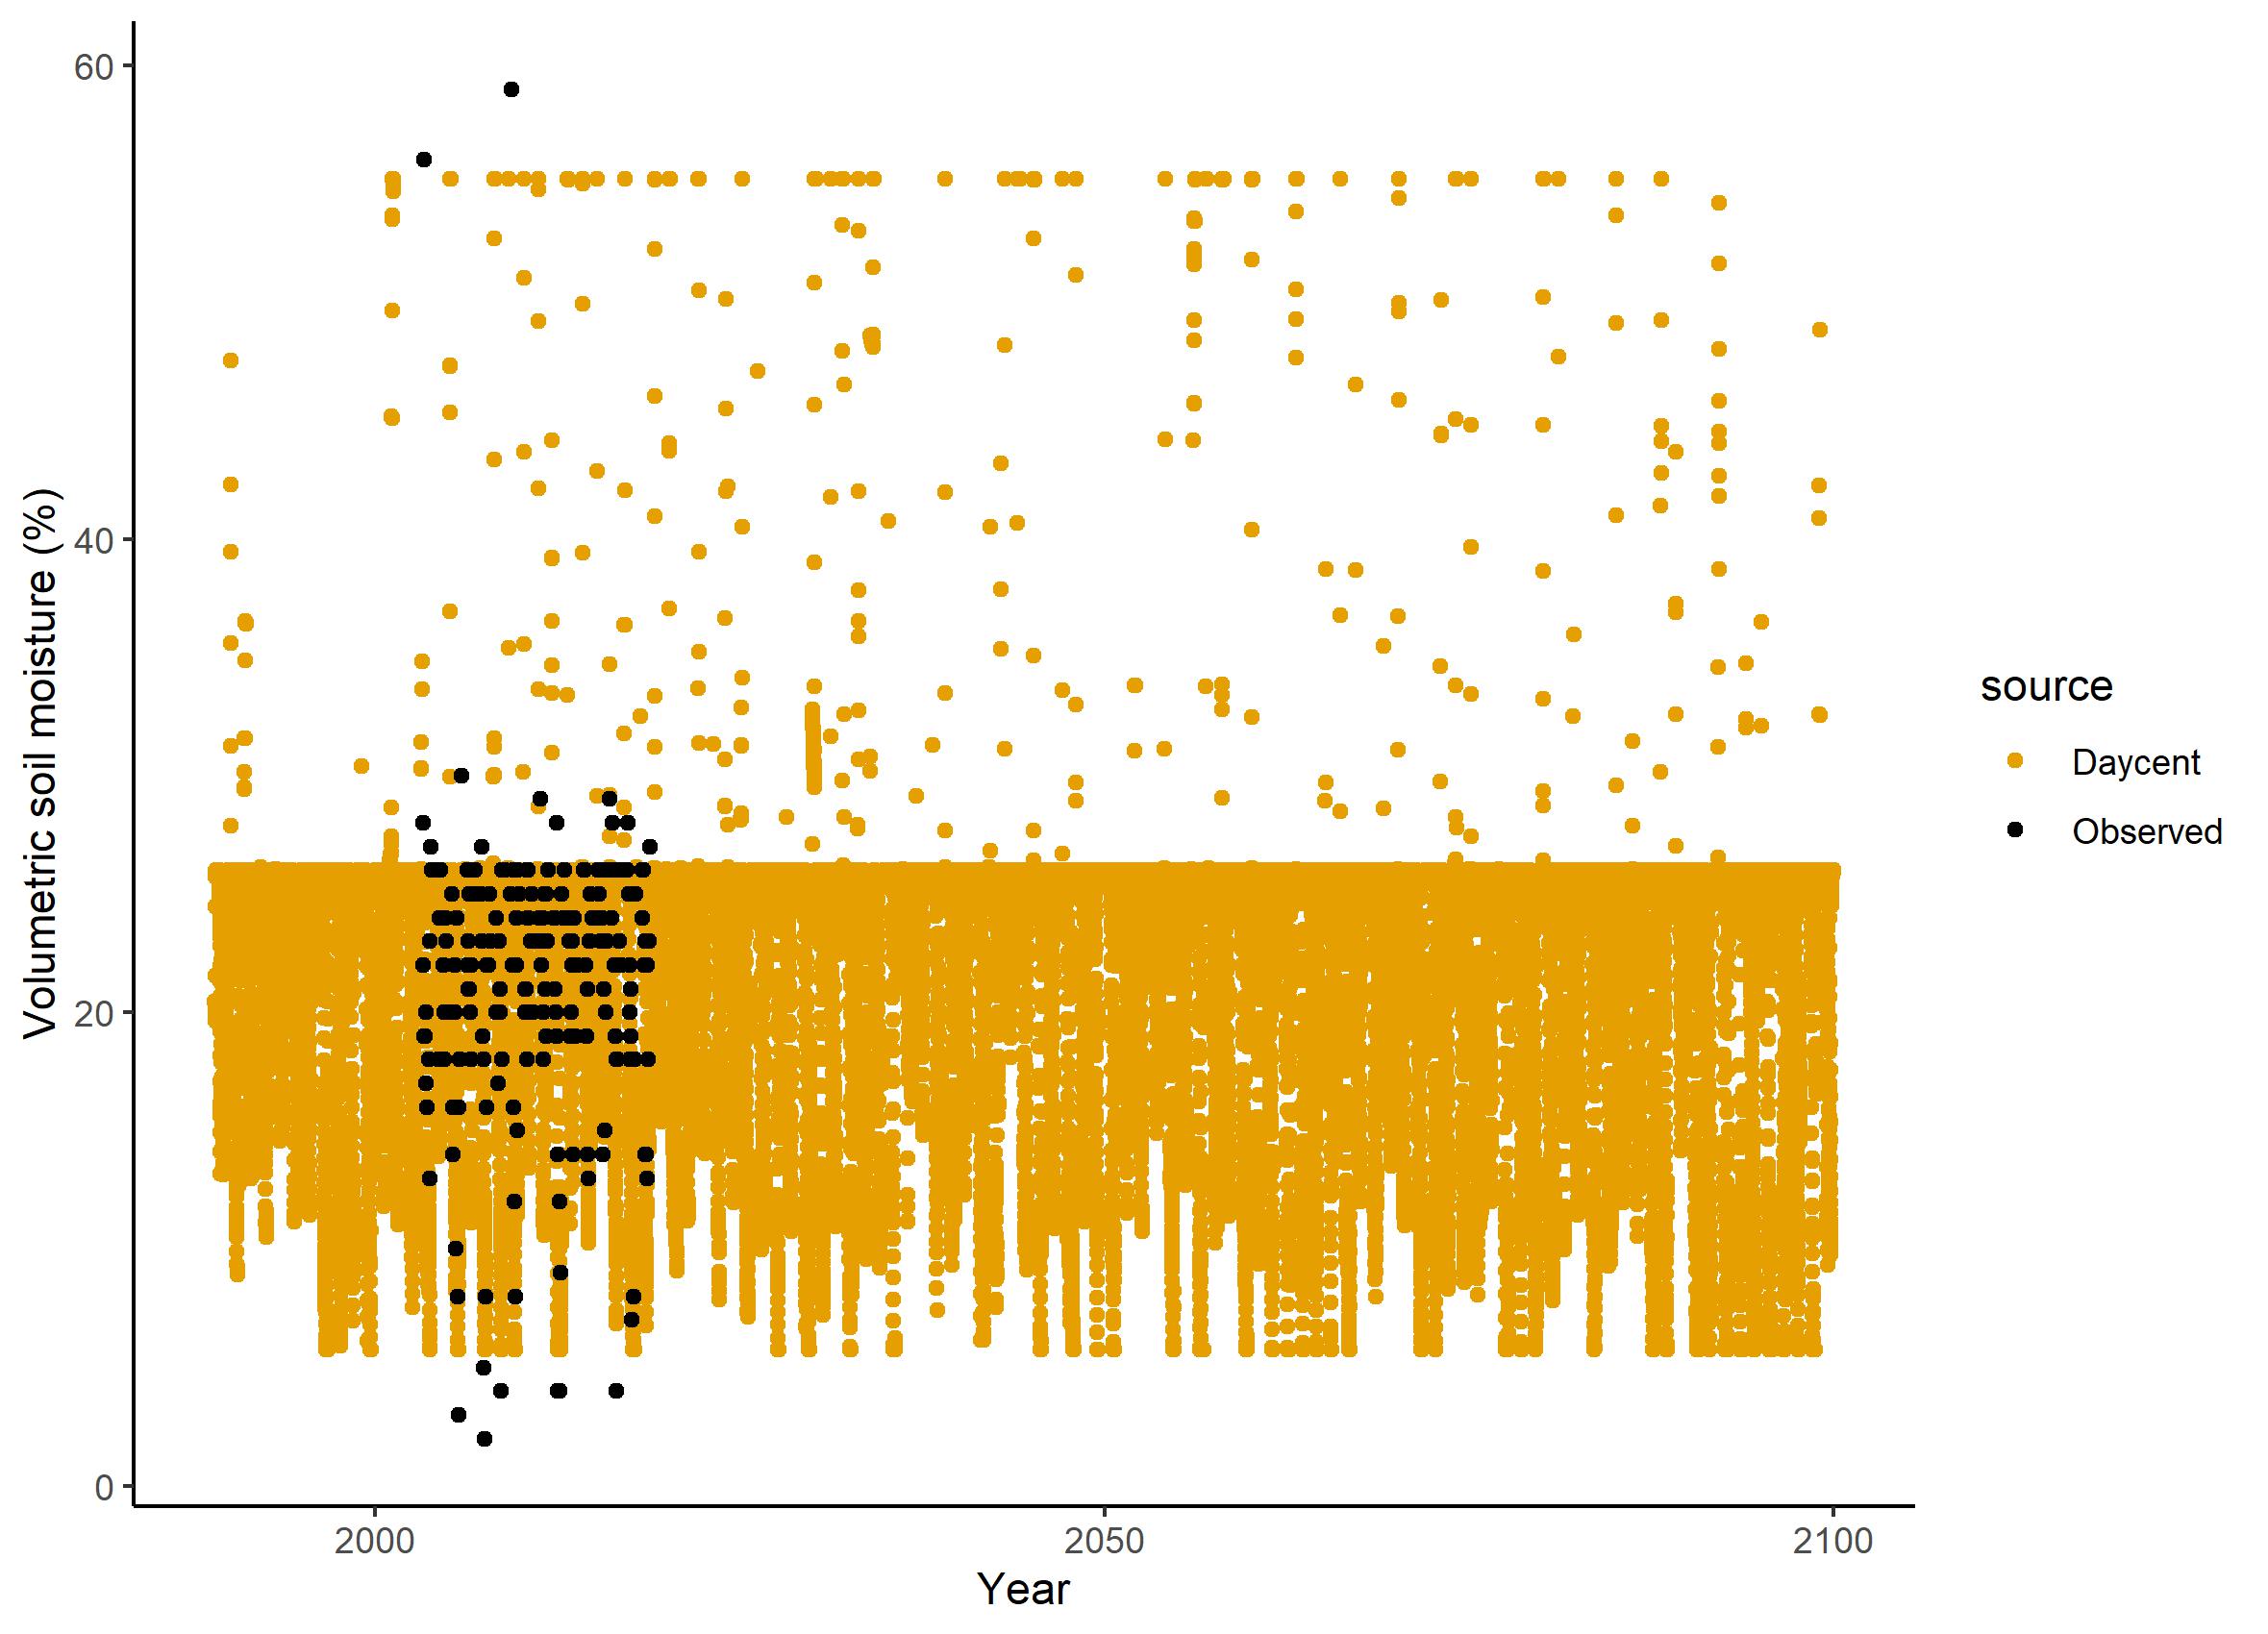 60
40
20
0
Volumetric soil moisture (%)
2000
2050
2100
Year
source
Daycent
Observed